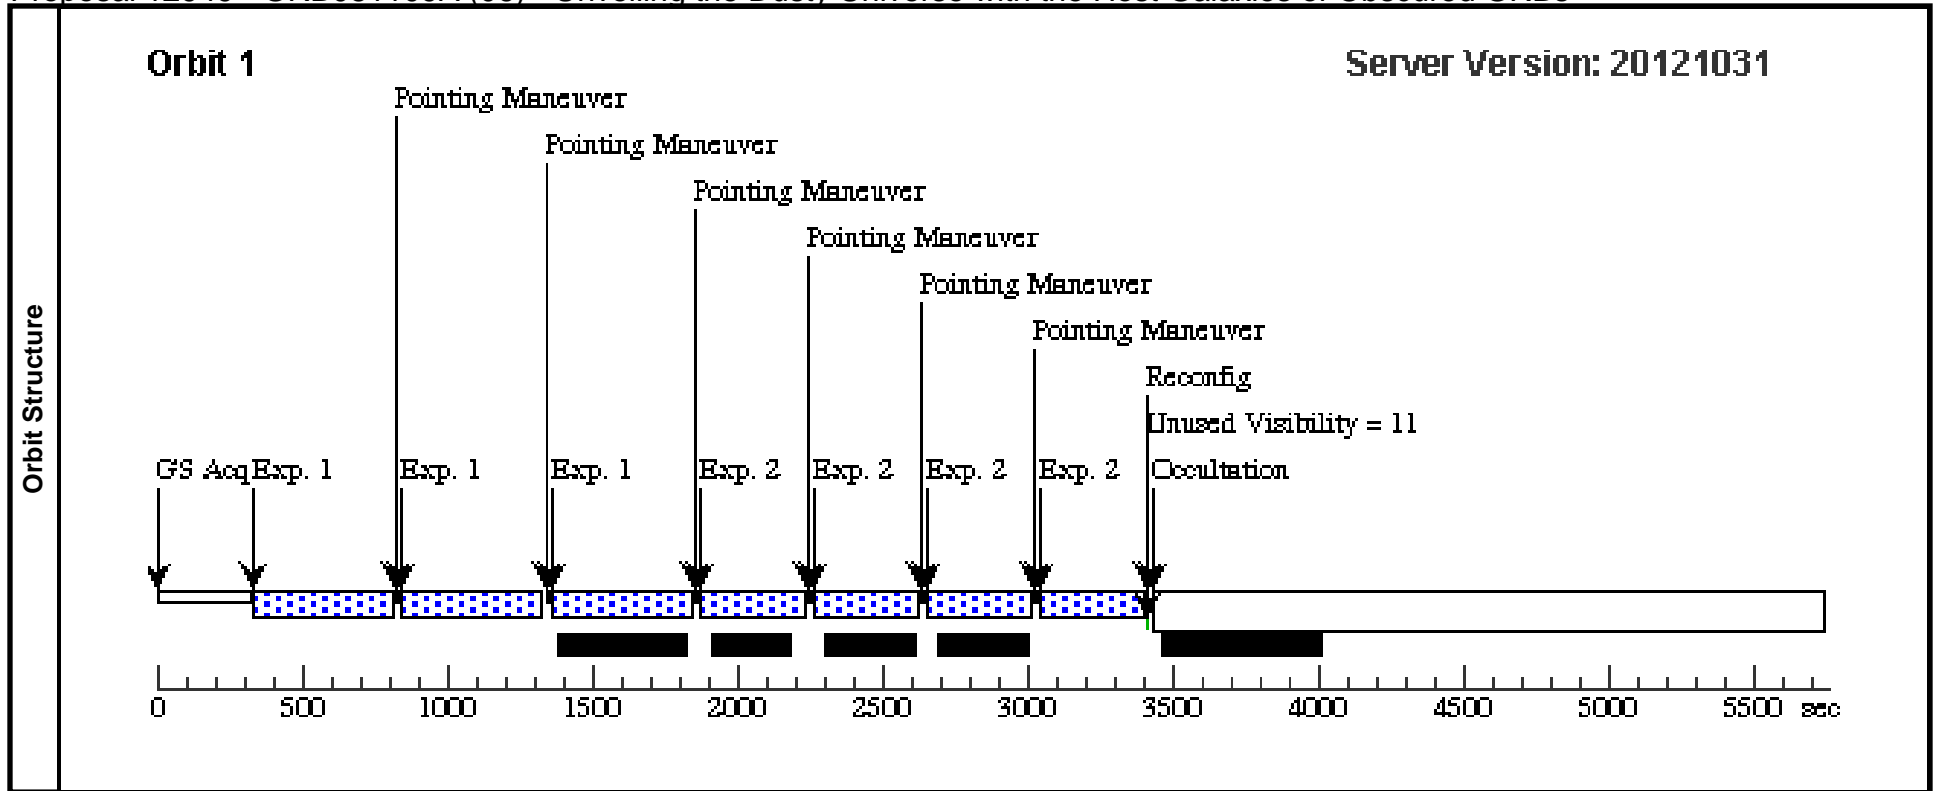 Orbit Structure
Orbit 1
Server Version: 20121031
Pointing Maneuver
Pointing Maneuver
Pointing Maneuver
Pointing Maneuver
Pointing Maneuver
Pointing Maneuver
Reconfig
Unused Visibility = 11
GS Acq Exp. 1 Exp. 1 Exp. 1 Exp. 2 Exp. 2 Exp. 2 Exp. 2 Occultation
0 500 1000 1500 2000 2500 3000 3500 4000 4500 5000 5500 sec